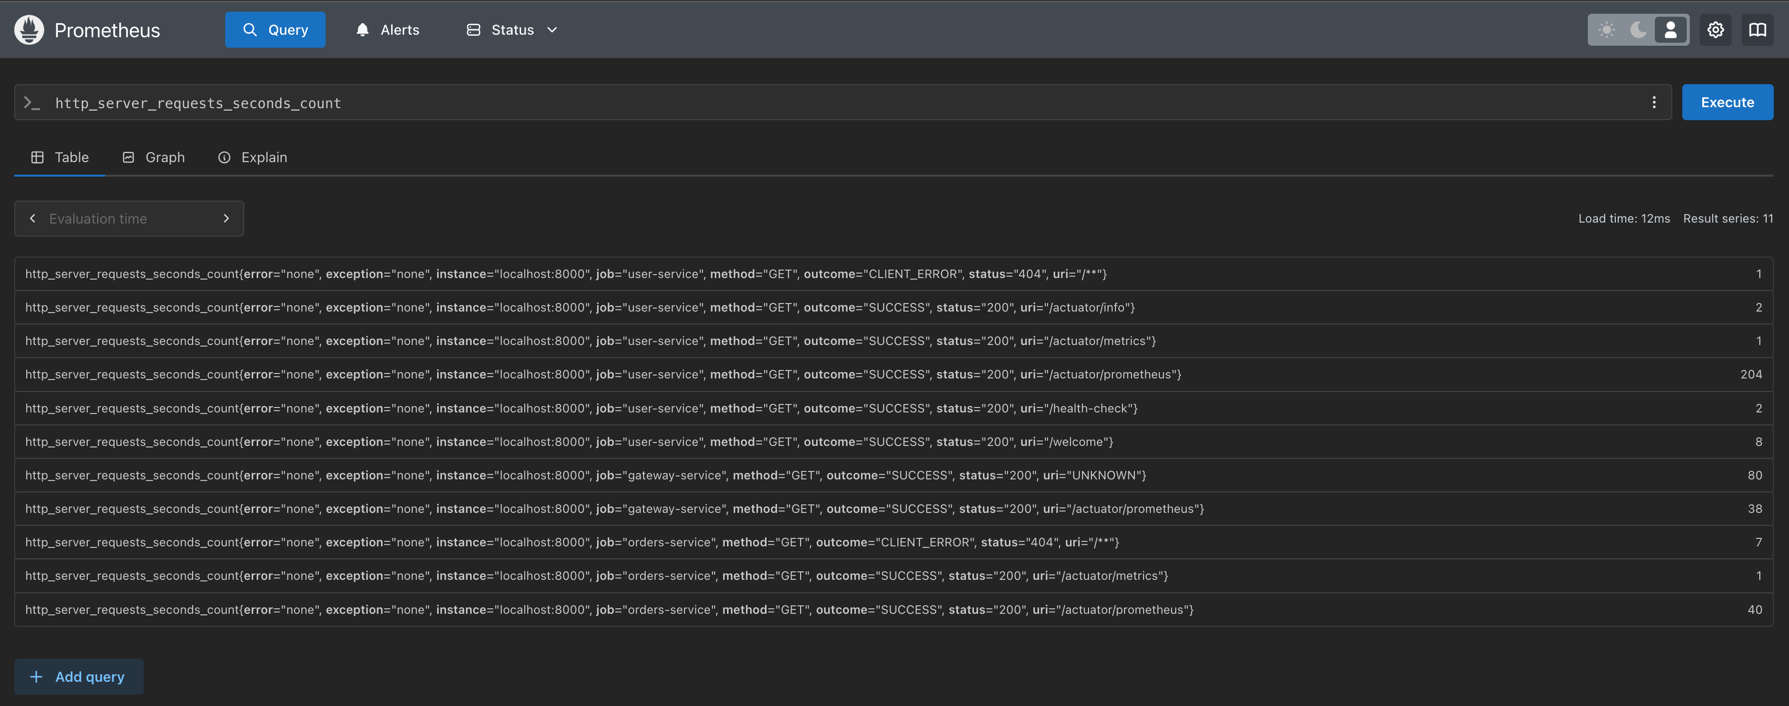 Prometheus Query Alerts Status
>_ http_server_requests_seconds_count Execute
Table Graph Explain
Evaluation time Load time: 12ms Result series: 11
http_server_requests_seconds_count{error="none", exception="none", instance="localhost:8000", job="user-service", method="GET", outcome="CLIENT_ERROR", status="404", uri="/**"} 1
http_server_requests_seconds_count{error="none", exception="none", instance="localhost:8000", job="user-service", method="GET", outcome="SUCCESS", status="200", uri="/actuator/info"} 2
http_server_requests_seconds_count{error="none", exception="none", instance="localhost:8000", job="user-service", method="GET", outcome="SUCCESS", status="200", uri="/actuator/metrics"} 1
http_server_requests_seconds_count{error="none", exception="none", instance="localhost:8000", job="user-service", method="GET", outcome="SUCCESS", status="200", uri="/actuator/prometheus"} 204
http_server_requests_seconds_count{error="none", exception="none", instance="localhost:8000", job="user-service", method="GET", outcome="SUCCESS", status="200", uri="/health-check"} 2
http_server_requests_seconds_count{error="none", exception="none", instance="localhost:8000", job="user-service", method="GET", outcome="SUCCESS", status="200", uri="/welcome"} 8
http_server_requests_seconds_count{error="none", exception="none", instance="localhost:8000", job="gateway-service", method="GET", outcome="SUCCESS", status="200", uri="UNKNOWN"} 80
http_server_requests_seconds_count{error="none", exception="none", instance="localhost:8000", job="gateway-service", method="GET", outcome="SUCCESS", status="200", uri="/actuator/prometheus"} 38
http_server_requests_seconds_count{error="none", exception="none", instance="localhost:8000", job="orders-service", method="GET", outcome="CLIENT_ERROR", status="404", uri="/**"} 7
http_server_requests_seconds_count{error="none", exception="none", instance="localhost:8000", job="orders-service", method="GET", outcome="SUCCESS", status="200", uri="/actuator/metrics"} 1
http_server_requests_seconds_count{error="none", exception="none", instance="localhost:8000", job="orders-service", method="GET", outcome="SUCCESS", status="200", uri="/actuator/prometheus"} 40
+ Add query